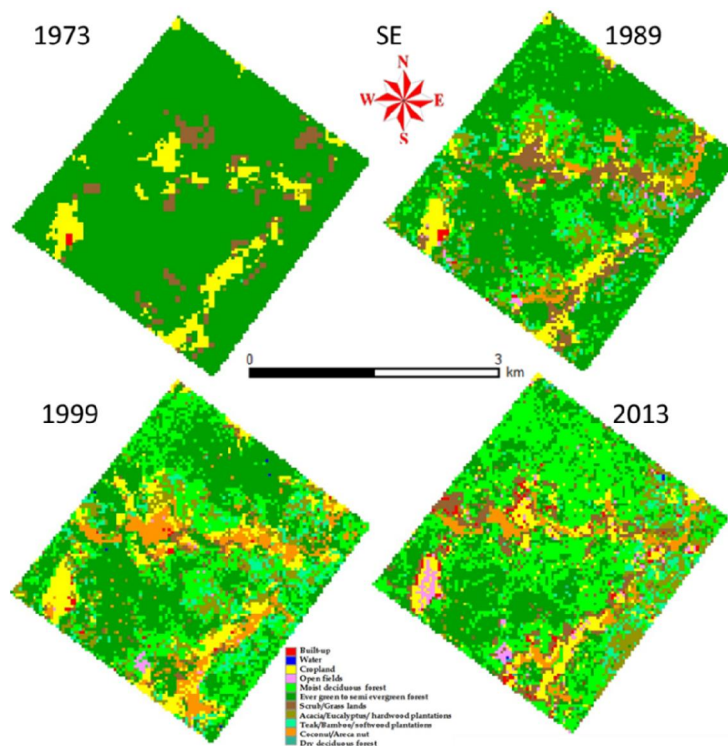 1973
SE
1989
N
W
E
S
0
3
km
1999
2013
Built-up
Water
Cropland
Open fields
Moist deciduous forest
Ever green to semi evergreen forest
Scrub/Grass lands
Acacia/Eucalyptus/ hardwood plantations
Teak/Bamboo/softwood plantations
Coconut/Areca nut
Dry deciduous forest